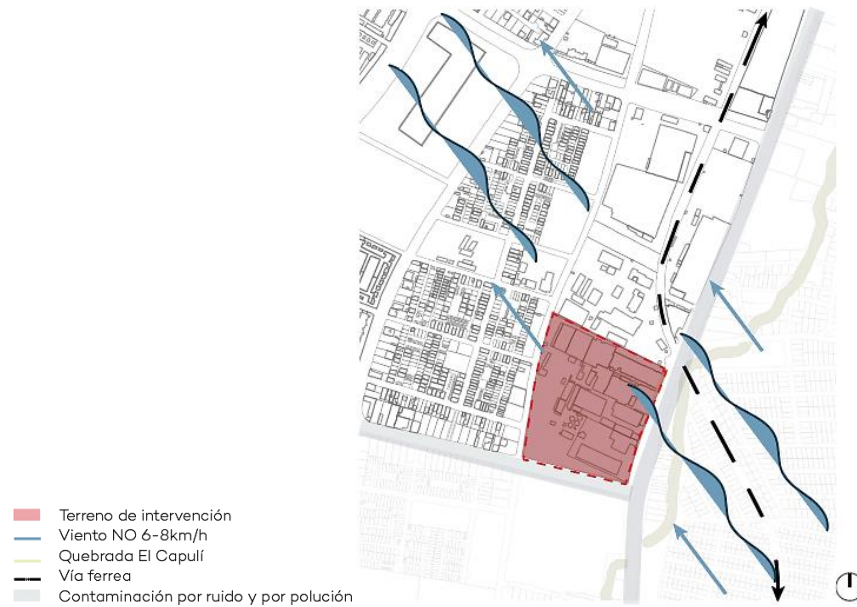 Terreno de intervención
Viento NO 6-8km/h
Quebrada El Capulí
Vía ferrea
Contaminación por ruido y por polución